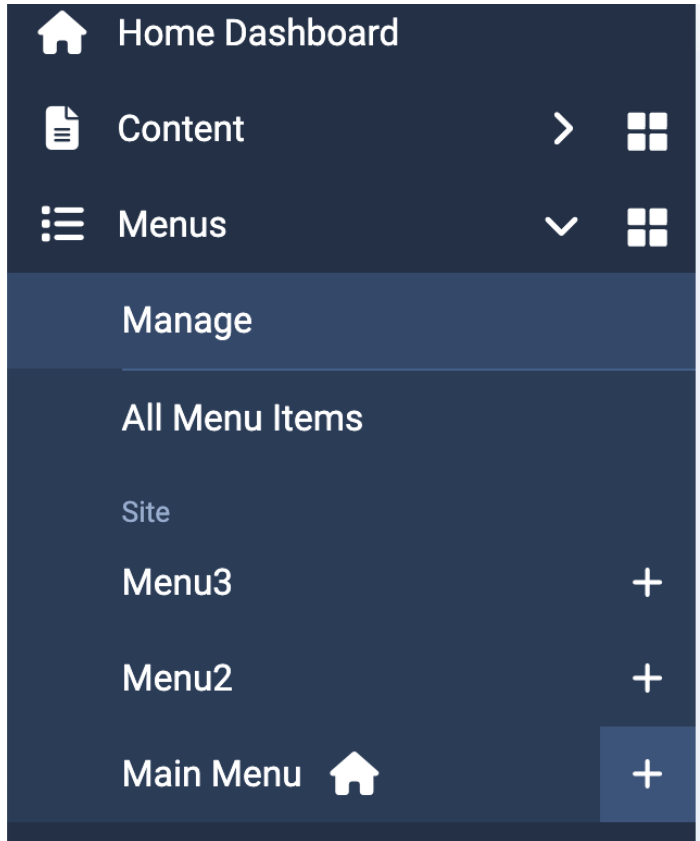 Home Dashboard
Content
Menus
Manage
All Menu Items
Site
Menu3
Menu2
Main Menu